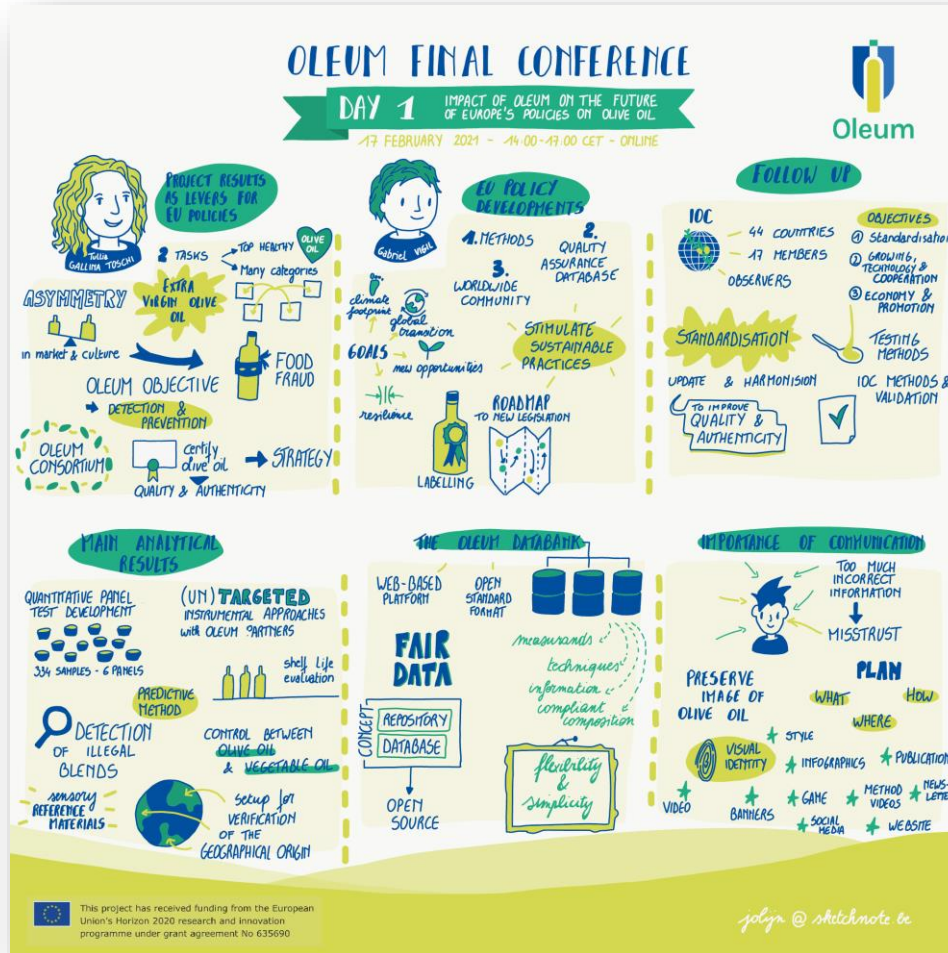 OLEUM FINAL CONFERENCE
DAY 1
IMPACT OF OLEUM ON THE FUTURE
OF EUROPE'S POLICIES ON OLIVE OIL
17 FEBRUARY 2021 - 14:00-17:00 CET - ONLINE
Oleum
PROJECT RESULTS
AS LEVERS FOR
EU POLICIES
Tullia
GALLINA TOSCHI
2 TASKS
TOP HEALTHY
OLIVE
OIL
Many categories
EXTRA
VIRGIN OLIVE
OIL
ASYMMETRY
in market & culture
FOOD
FRAUD
OLEUM OBJECTIVE
DETECTION &
PREVENTION
OLEUM
CONSORTIUM
certify
olive oil
STRATEGY
QUALITY & AUTHENTICITY
EU POLICY
DEVELOPMENTS
Gabriel VIGIL
1. METHODS
2.
QUALITY
ASSURANCE
DATABASE
3.
WORLDWIDE
COMMUNITY
climate
footprint
global
transtion
GOALS
new opportunities
resilience
STIMULATE
SUSTAINABLE
PRACTICES
ROADMAP
TO NEW LEGISLATION
LABELLING
FOLLOW UP
IOC
44 COUNTRIES
17 MEMBERS
OBSERVERS
OBJECTIVES
1 Standardisation
2 GROWING,
TECHNOLOGY &
COOPERATION
3 ECONOMY &
PROMOTION
STANDARDISATION
TESTING
METHODS
UPDATE & HARMONISION
IOC METHODS &
VALIDATION
TO IMPROVE
QUALITY &
AUTHENTICITY
MAIN ANALYTICAL
RESULTS
QUANTITATIVE PANEL
TEST DEVELOPMENT
334 SAMPLES - 6 PANELS
(UN)TARGETED
INSTRUMENTAL APPROACHES
with OLEUM PARTNERS
shelf life
evaluation
PREDICTIVE
METHOD
DETECTION
OF ILLEGAL
BLENDS
CONTROL BETWEEN
OLIVE OIL
& VEGETABLE OIL
sensory
REFERENCE
MATERIALS
setup for
VERIFICATION
OF THE
GEOGRAPHICAL ORIGIN
THE OLEUM DATABANK
WEB-BASED
PLATFORM
OPEN
STANDARD
FORMAT
FAIR
DATA
measurands
techniques
information
compliant
composition
CONCEPT
REPOSITORY
DATABASE
OPEN
SOURCE
flexibility
&
simplicity
IMPORTANCE OF COMMUNICATION
TOO MUCH
INCORRECT
INFORMATION
MISSTRUST
PRESERVE
IMAGE OF
OLIVE OIL
PLAN
WHAT
HOW
WHERE
VISUAL
IDENTITY
STYLE
INFOGRAPHICS
PUBLICATION
VIDEO
BANNERS
GAME
METHOD
VIDEOS
NEWS-
LETTE
SOCIAL
MEDIA
WEBSITE
This project has received funding from the European
Union's Horizon 2020 research and innovation
programme under grant agreement No 635690
jolijn @ sketchnote.be